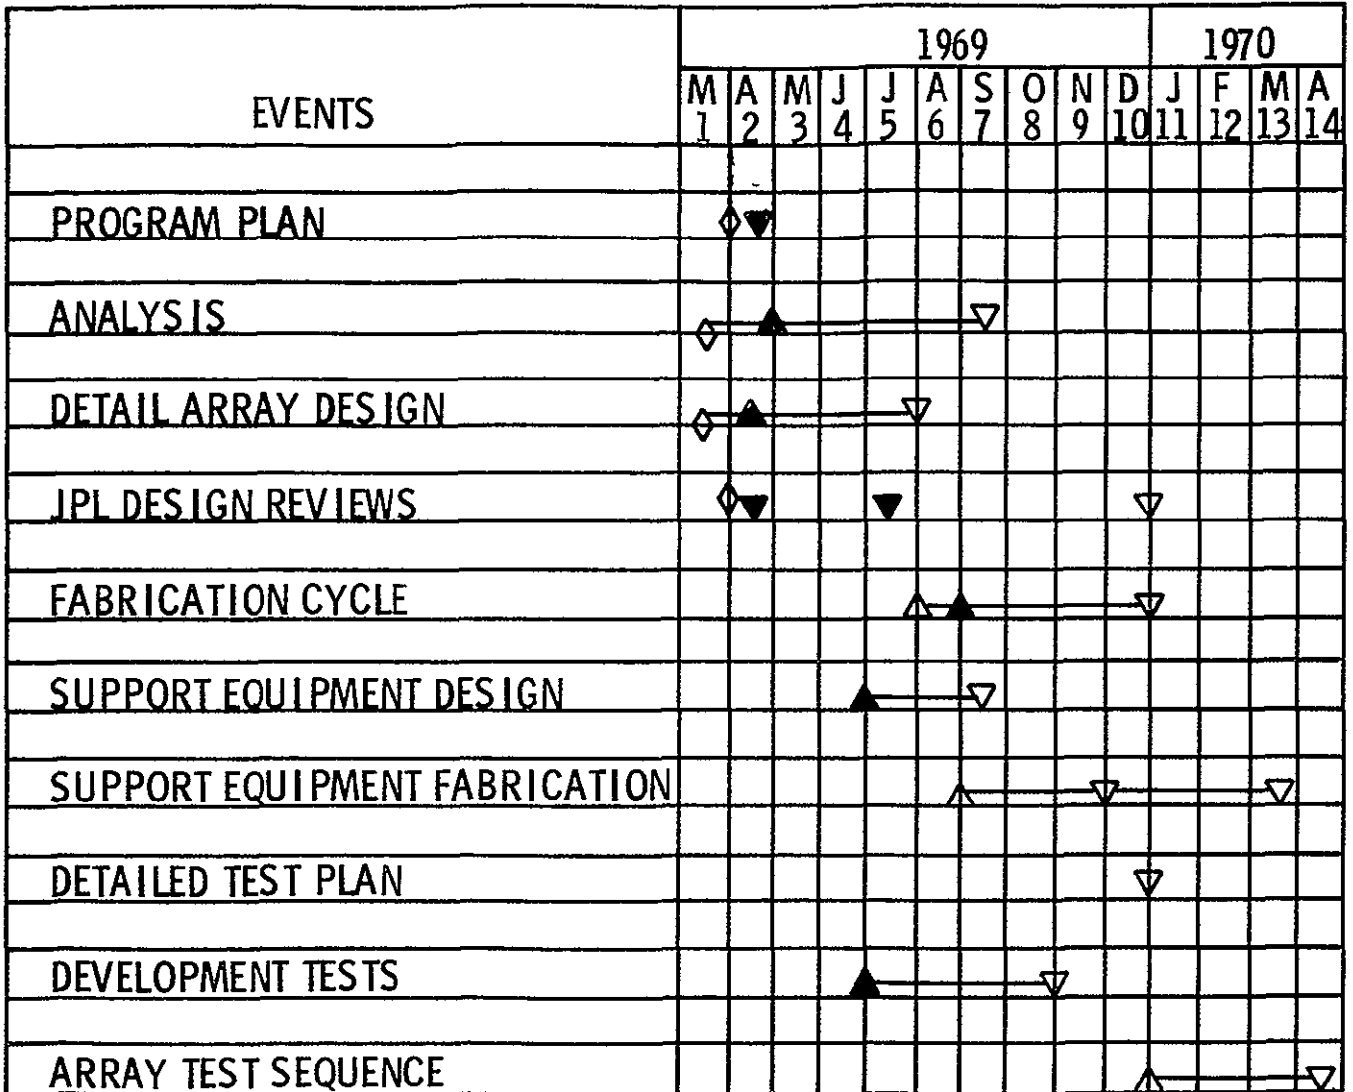 1969 1970
EVENTS
M A M J J A S O N D J F M A
1 2 3 4 5 6 7 8 9 10 11 12 13 14
PROGRAM PLAN
ANALYSIS
DETAIL ARRAY DESIGN
JPL DESIGN REVIEWS
FABRICATION CYCLE
SUPPORT EQUIPMENT DESIGN
SUPPORT EQUIPMENT FABRICATION
DETAILED TEST PLAN
DEVELOPMENT TESTS
ARRAY TEST SEQUENCE